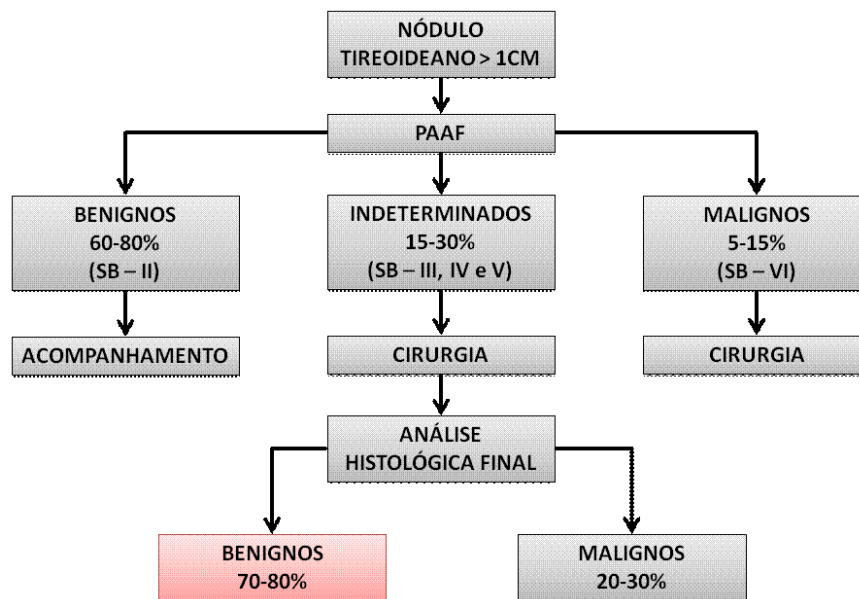 NÓDULO
TIREOIDEANO > 1CM
PAAF
BENIGNOS
60-80%
(SB – II)
INDETERMINADOS
15-30%
(SB – III, IV e V)
MALIGNOS
5-15%
(SB – VI)
ACOMPANHAMENTO
CIRURGIA
CIRURGIA
ANÁLISE
HISTOLÓGICA FINAL
BENIGNOS
70-80%
MALIGNOS
20-30%